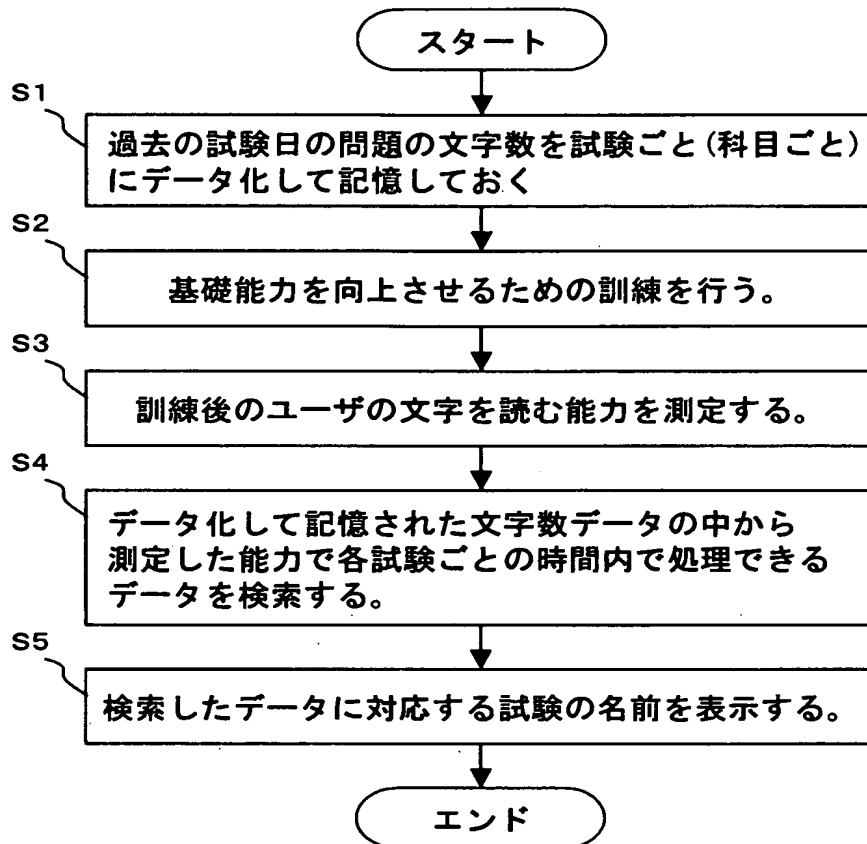 スタート
S1
過去の試験日の問題の文字数を試験ごと(科目ごと)
にデータ化して記憶しておく
S2
基礎能力を向上させるための訓練を行う。
S3
訓練後のユーザの文字を読む能力を測定する。
S4
データ化して記憶された文字数データの中から
測定した能力で各試験ごとの時間内で処理できる
データを検索する。
S5
検索したデータに対応する試験の名前を表示する。
エンド